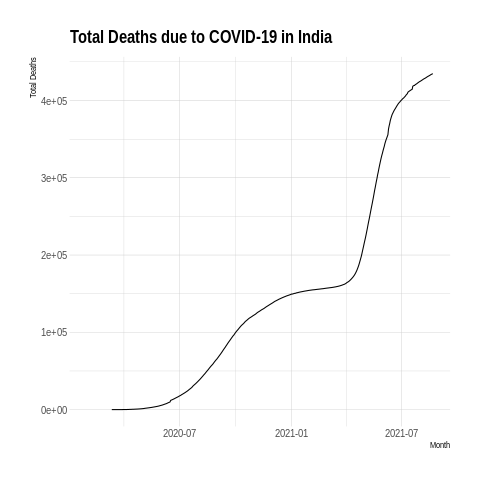 Total Deaths due to COVID-19 in India
Total Deaths
4e+05
3e+05
2e+05
1e+05
0e+00
2020-07 2021-01 2021-07
Month